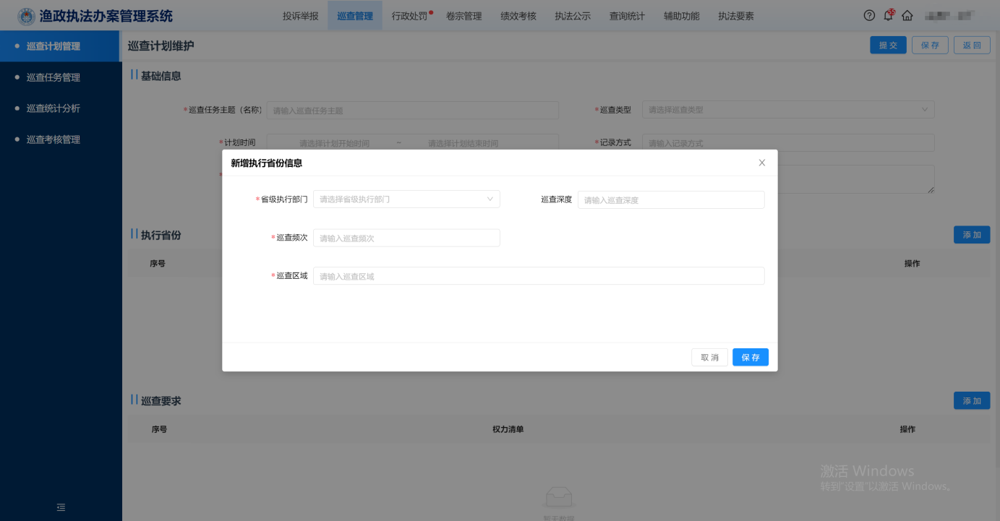 渔政执法办案管理系统 投诉举报 巡查管理 行政处罚 卷宗管理 绩效考核 执法公示 查询统计 辅助功能 执法要素
巡查计划管理
巡查任务管理
巡查统计分析
巡查考核管理
巡查计划维护 提交 保存 返回
基础信息
*巡查任务主题（名称） 请输入巡查任务主题 *巡查类型 请选择巡查类型
*计划时间 请选择计划开始时间 ~ 请选择计划结束时间 *记录方式 请输入记录方式
新增执行省份信息
*省级执行部门 请选择省级执行部门 巡查深度 请输入巡查深度
*巡查频次 请输入巡查频次
*巡查区域 请输入巡查区域
取消 保存
执行省份 添加
序号 操作
巡查要求 添加
序号 权力清单 操作
激活 Windows
转到"设置"以激活 Windows。
暂无数据